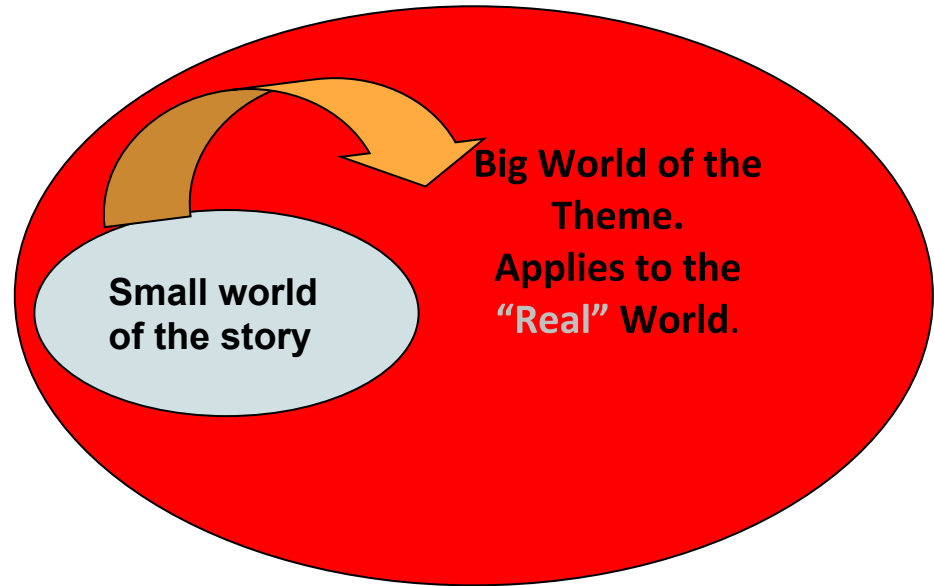 Small world
of the story
Big World of the
Theme.
Applies to the
“Real” World.